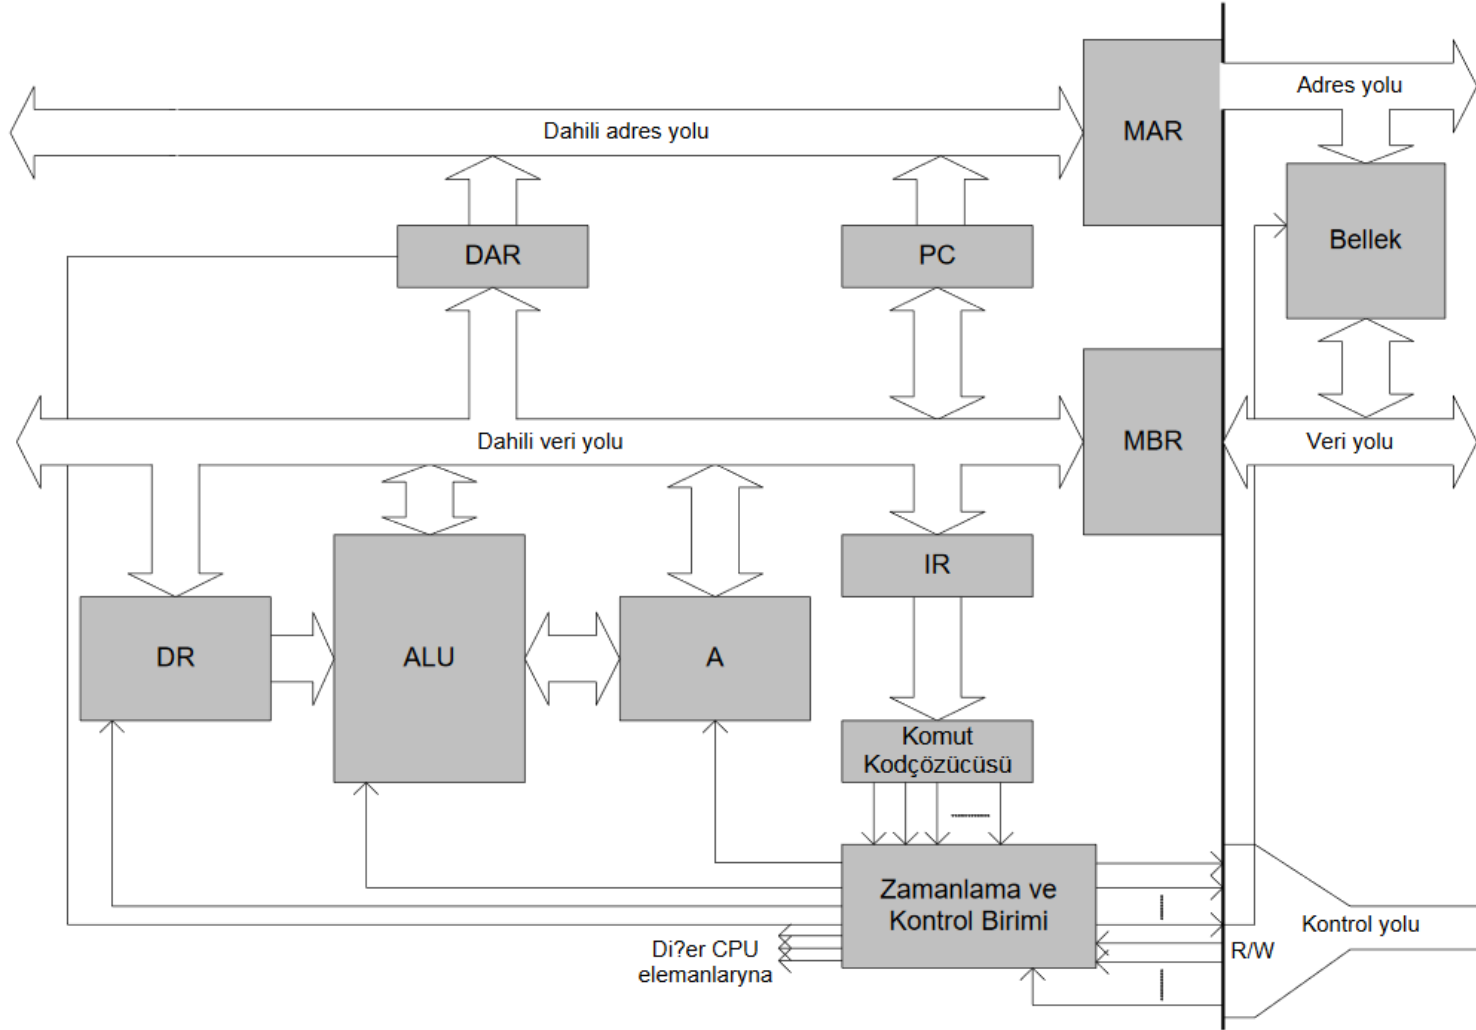 Adres yolu
Dahili adres yolu
MAR
DAR
PC
Bellek
Dahili veri yolu
MBR
Veri yolu
IR
DR
ALU
A
Komut
Kodçözücüsü
Zamanlama ve
Kontrol Birimi
Kontrol yolu
Di?er CPU
elemanlaryna
R/W